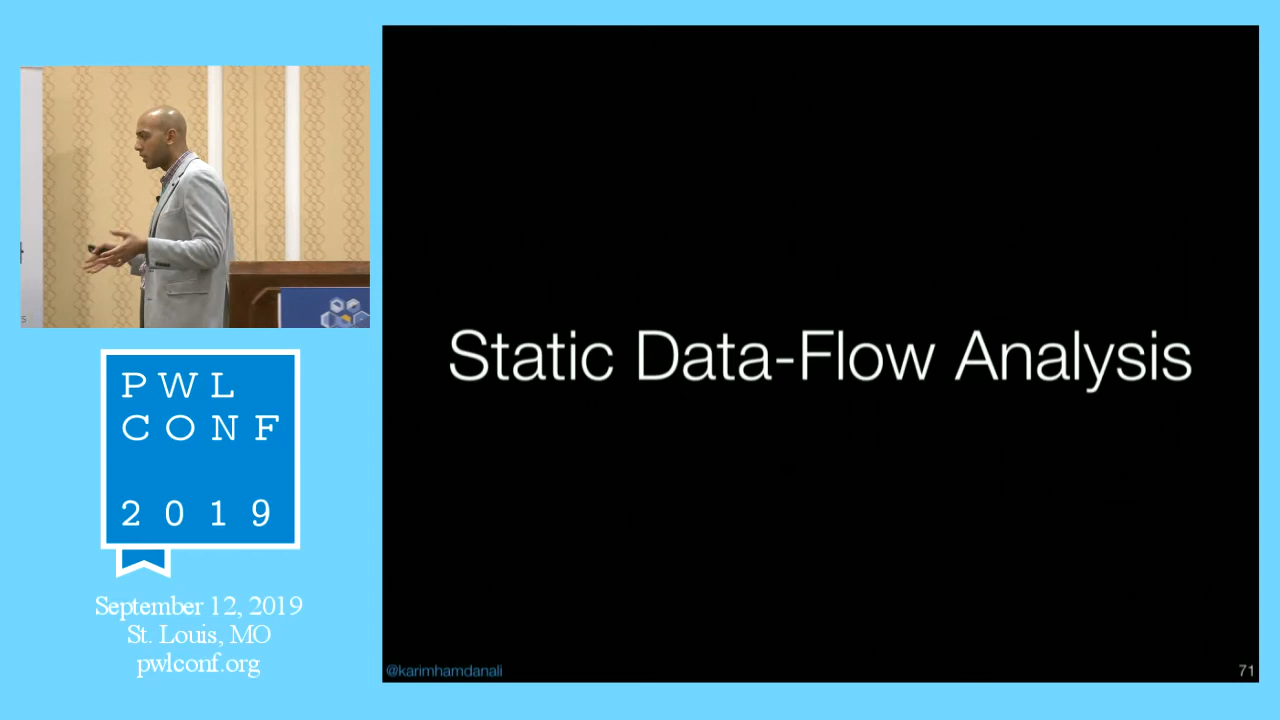 PWL
CONF
2019
September 12, 2019
St. Louis, MO
pwlconf.org
Static Data-Flow Analysis
@karimhamdanali
71